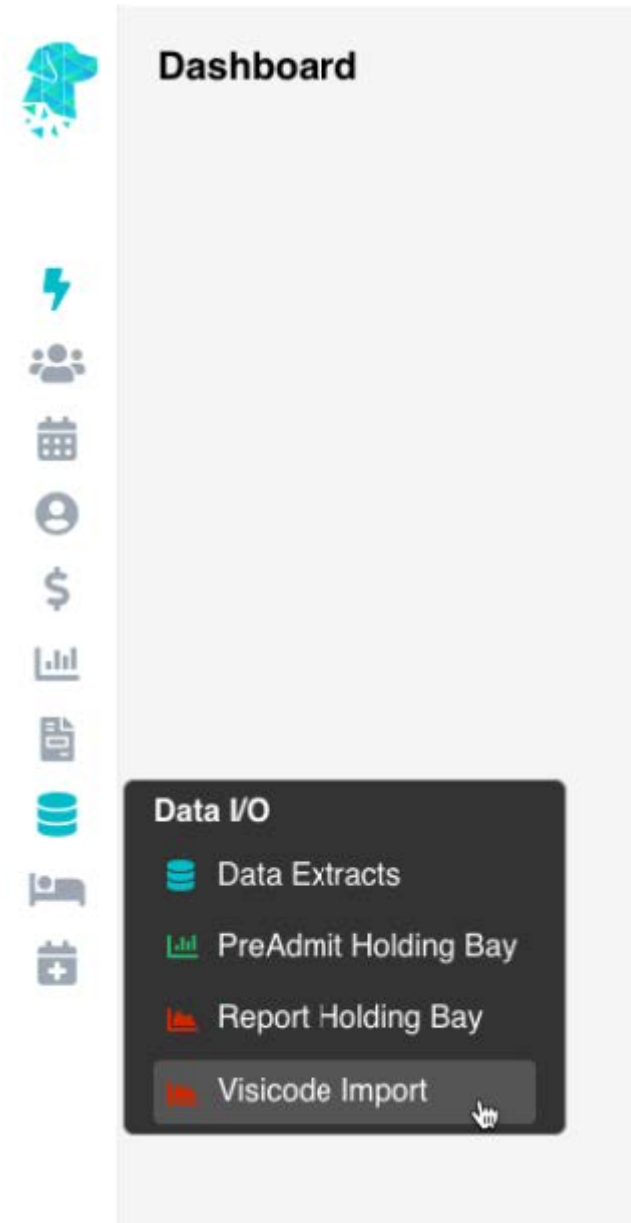 Dashboard
Data I/O
Data Extracts
PreAdmit Holding Bay
Report Holding Bay
Visicode Import